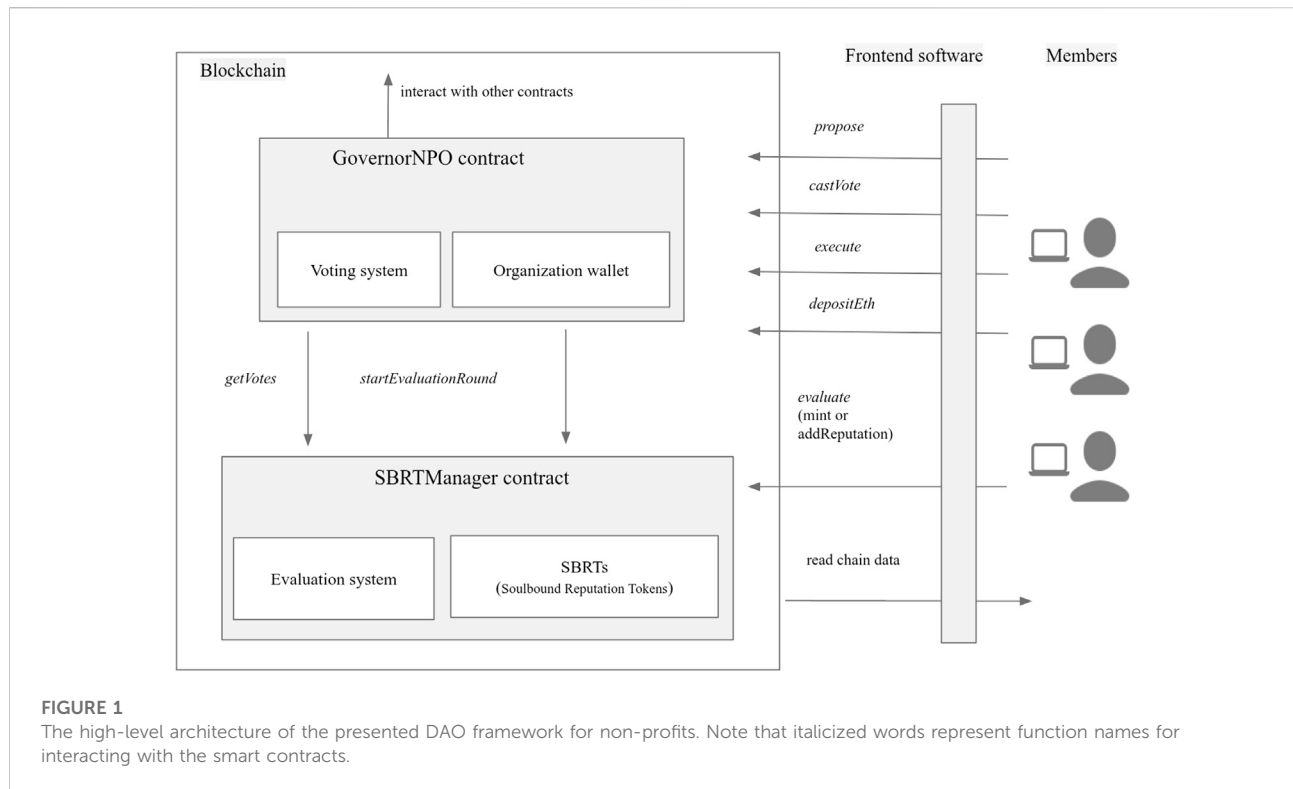 Blockchain
Frontend software
Members
interact with other contracts
GovernorNPO contract
Voting system
Organization wallet
propose
castVote
execute
depositEth
getVotes
startEvaluationRound
evaluate
(mint or
addReputation)
SBRTManager contract
Evaluation system
SBRTs
(Soulbound Reputation Tokens)
read chain data
FIGURE 1
The high-level architecture of the presented DAO framework for non-profits. Note that italicized words represent function names for
interacting with the smart contracts.